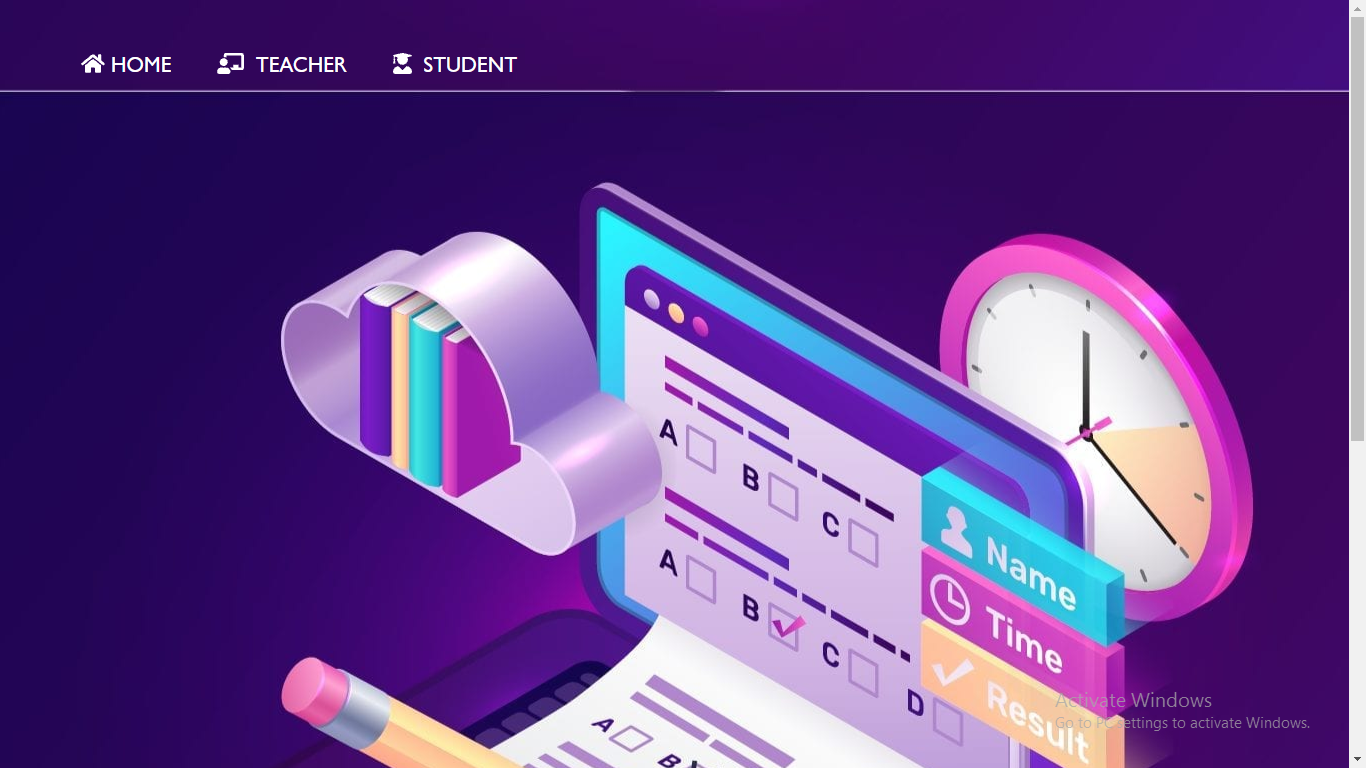 HOME TEACHER STUDENT
A
B
C
A
B
C
D
Name
Time
Result
A
B
Activate Windows
Go to PC settings to activate Windows.